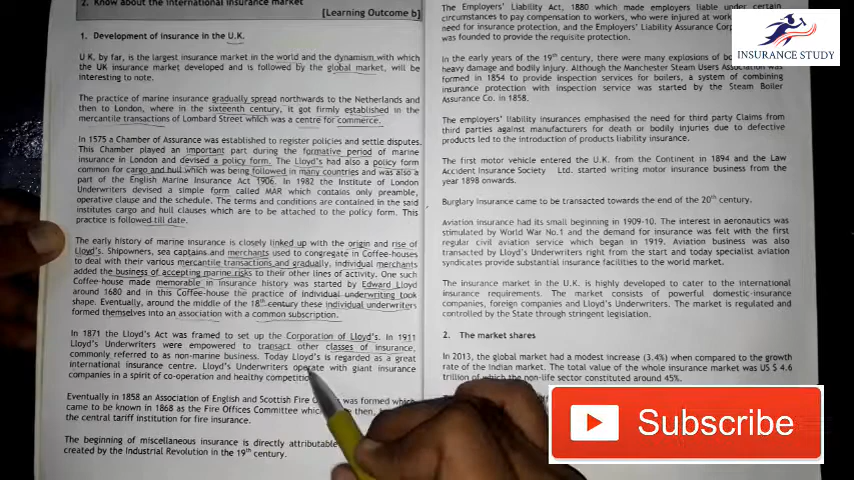 2. Know about the international insurance market
[Learning Outcome b]
1. Development of insurance in the U.K.
U K, by far, is the largest insurance market in the world and the dynamism with which
the UK insurance market developed and is followed by the global market, will be
interesting to note.
The practice of marine insurance gradually spread northwards to the Netherlands and
then to London, where in the sixteenth century, it got firmly established in the
mercantile transactions of Lombard Street which was a centre for commerce.
In 1575 a Chamber of Assurance was established to register policies and settle disputes.
This Chamber played an important part during the formative period of marine
insurance in London and devised a policy form. The Lloyd's had also a policy form
common for cargo and hull which was being followed in many countries and was also a
part of the English Marine Insurance Act 1906. In 1982 the Institute of London
Underwriters devised a simple form called MAR which contains only preamble,
operative clause and the schedule. The terms and conditions are contained in the said
institutes cargo and hull clauses which are to be attached to the policy form. This
practice is followed till date.
The early history of marine insurance is closely linked up with the origin and rise of
Lloyd's. Shipowners, sea captains and merchants used to congregate in Coffee-houses
to deal with their various mercantile transactions and gradually, individual merchants
added the business of accepting marine risks to their other lines of activity. One such
Coffee-house made memorable in insurance history was started by Edward Lloyd
around 1680 and in this Coffee-house the practice of individual underwriting took
shape. Eventually, around the middle of the 18th century these individual underwriters
formed themselves into an association with a common subscription.
In 1871 the Lloyd's Act was framed to set up the Corporation of Lloyd's. In 1911
Lloyd's Underwriters were empowered to transact other classes of insurance,
commonly referred to as non-marine business. Today Lloyd's is regarded as a great
international insurance centre. Lloyd's Underwriters operate with giant insurance
companies in a spirit of co-operation and healthy competitio
Eventually in 1858 an Association of English and Scottish Fire was formed which
came to be known in 1868 as the Fire Offices Committee then,
the central tariff institution for fire insurance.
The beginning of miscellaneous insurance is directly attributable
created by the Industrial Revolution in the 19th century.
The Employers' Liability Act, 1880 which made employers liable under certain
circumstances to pay compensation to workers, who were injured at work
need for insurance protection, and the Employers' Liability Assurance Corp
was founded to provide the requisite protection.
In the early years of the 19th century, there were many explosions of
heavy damage and bodily injury. Although the Manchester Steam Users Association was
formed in 1854 to provide inspection services for boilers, a system of combining
insurance protection with inspection service was started by the Steam Boiler
Assurance Co. in 1858.
The employers' liability insurances emphasised the need for third party Claims from
third parties against manufacturers for death or bodily injuries due to defective
products led to the introduction of products liability insurance.
The first motor vehicle entered the U.K. from the Continent in 1894 and the Law
Accident Insurance Society Ltd. started writing motor insurance business from the
year 1898 onwards.
Burglary Insurance came to be transacted towards the end of the 20th century.
Aviation insurance had its small beginning in 1909-10. The interest in aeronautics was
stimulated by World War No.1 and the demand for insurance was felt with the first
regular civil aviation service which began in 1919. Aviation business was also
transacted by Lloyd's Underwriters right from the start and today specialist aviation
syndicates provide substantial insurance facilities to the world market.
The insurance market in the U.K. is highly developed to cater to the international
insurance requirements. The market consists of powerful domestic-insurance
companies, foreign companies and Lloyd's Underwriters. The market is regulated and
controlled by the State through stringent legislation.
2. The market shares
In 2013, the global market had a modest increase (3.4%) when compared to the growth
rate of the Indian market. The total value of the whole insurance market was US $ 4.6
trillion of which the non-life sector constituted around 45%.
INSURANCE STUDY
Subscribe